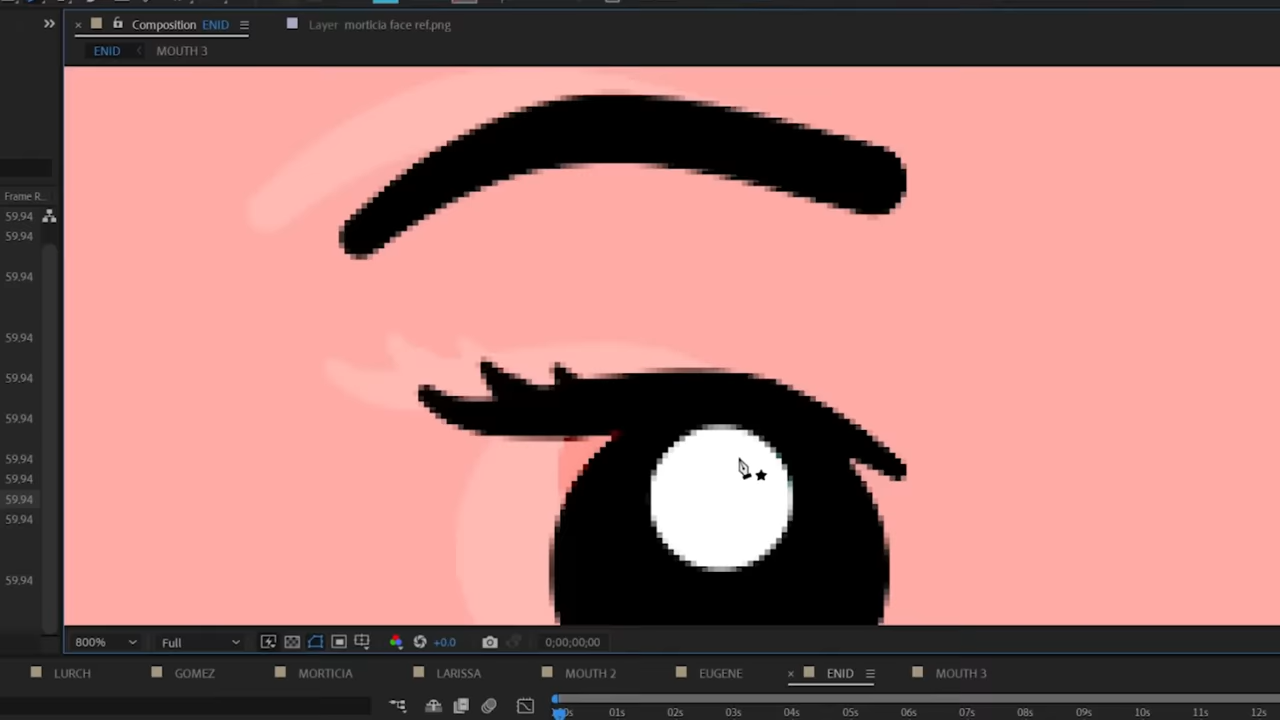 Composition ENID
Layer morticia face ref.png
ENID
MOUTH 3
Frame R...
59.94
59.94
59.94
59.94
59.94
59.94
59.94
59.94
59.94
59.94
59.94
800%
Full
+0.0
0;00;00;00
LURCH
GOMEZ
MORTICIA
LARISSA
MOUTH 2
EUGENE
ENID
MOUTH 3
01s
02s
03s
04s
05s
06s
07s
08s
09s
10s
11s
12s